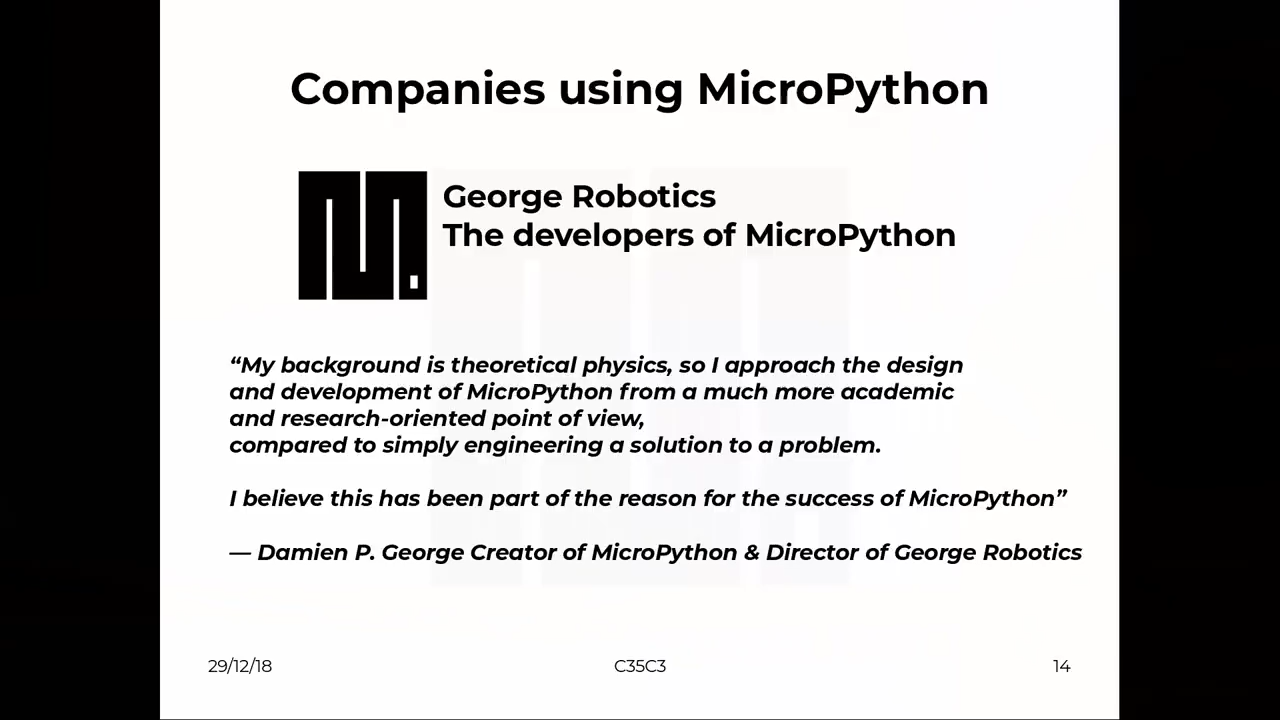 Companies using MicroPython
George Robotics
The developers of MicroPython
“My background is theoretical physics, so I approach the design
and development of MicroPython from a much more academic
and research-oriented point of view,
compared to simply engineering a solution to a problem.
I believe this has been part of the reason for the success of MicroPython”
— Damien P. George Creator of MicroPython & Director of George Robotics
29/12/18
C35C3
14